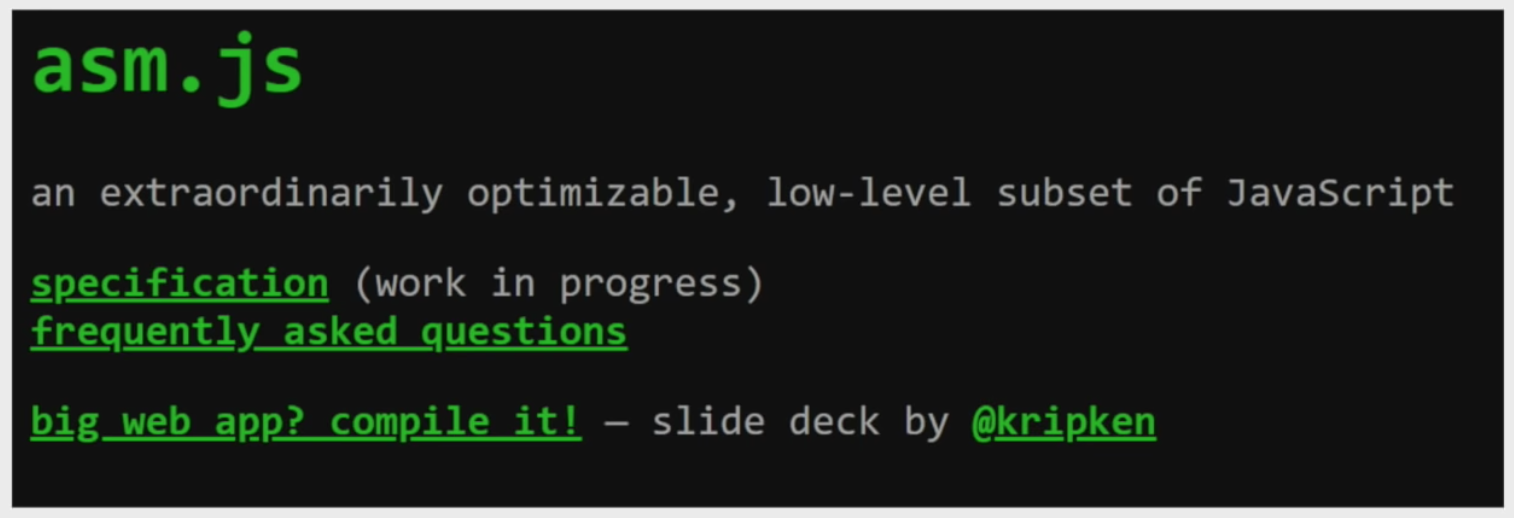 asm.js
an extraordinarily optimizable, low-level subset of JavaScript
specification (work in progress)
frequently asked questions
big web app? compile it! — slide deck by @kripken